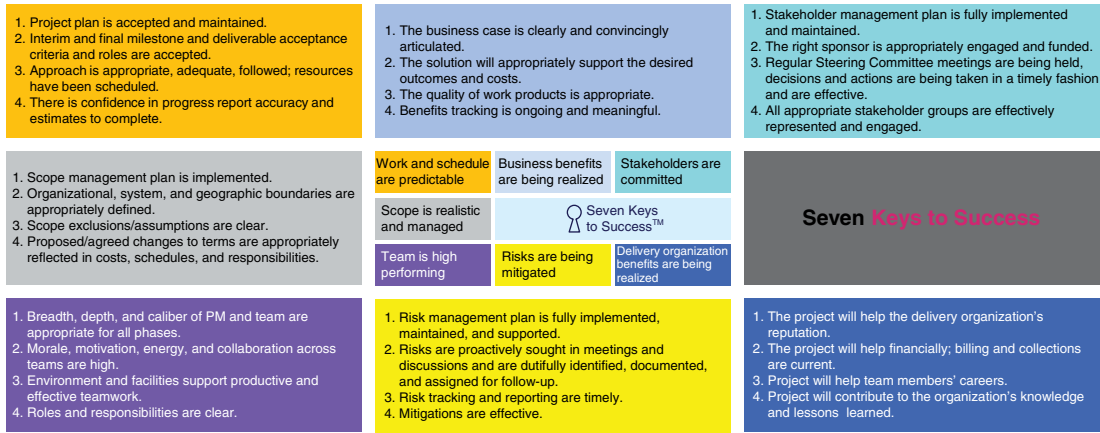 1. Project plan is accepted and maintained.
2. Interim and final milestone and deliverable acceptance
criteria and roles are accepted.
3. Approach is appropriate, adequate, followed; resources
have been scheduled.
4. There is confidence in progress report accuracy and
estimates to complete.
1. The business case is clearly and convincingly
articulated.
2. The solution will appropriately support the desired
outcomes and costs.
3. The quality of work products is appropriate.
4. Benefits tracking is ongoing and meaningful.
1. Stakeholder management plan is fully implemented
and maintained.
2. The right sponsor is appropriately engaged and funded.
3. Regular Steering Committee meetings are being held,
decisions and actions are being taken in a timely fashion
and are effective.
4. All appropriate stakeholder groups are effectively
represented and engaged.
1. Scope management plan is implemented.
2. Organizational, system, and geographic boundaries are
appropriately defined.
3. Scope exclusions/assumptions are clear.
4. Proposed/agreed changes to terms are appropriately
reflected in costs, schedules, and responsibilities.
Work and schedule
are predictable
Business benefits
are being realized
Stakeholders are
committed
Scope is realistic
and managed
Seven Keys
to Success™
Team is high
performing
Risks are being
mitigated
Delivery organization
benefits are being
realized
Seven Keys to Success
1. Breadth, depth, and caliber of PM and team are
appropriate for all phases.
2. Morale, motivation, energy, and collaboration across
teams are high.
3. Environment and facilities support productive and
effective teamwork.
4. Roles and responsibilities are clear.
1. Risk management plan is fully implemented,
maintained, and supported.
2. Risks are proactively sought in meetings and
discussions and are dutifully identified, documented,
and assigned for follow-up.
3. Risk tracking and reporting are timely.
4. Mitigations are effective.
1. The project will help the delivery organization's
reputation.
2. The project will help financially; billing and collections
are current.
3. Project will help team members' careers.
4. Project will contribute to the organization's knowledge
and lessons learned.